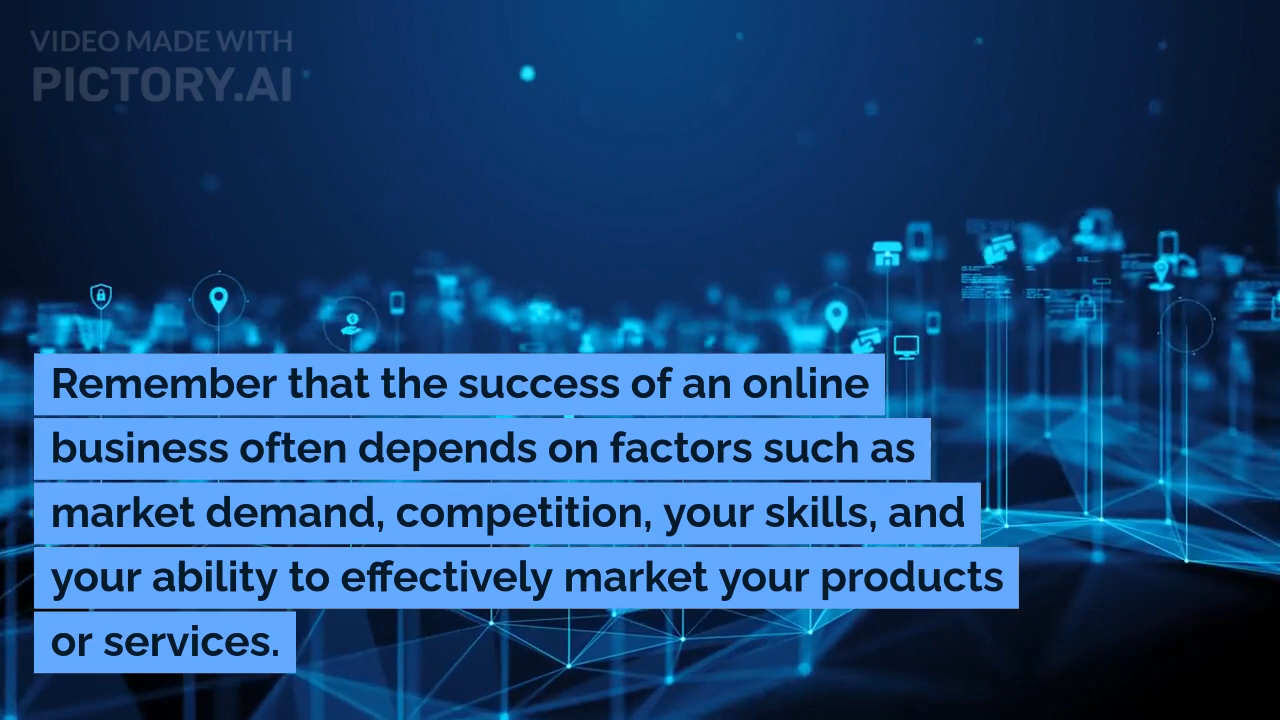 VIDEO MADE WITH
PICTORY.AI
Remember that the success of an online
business often depends on factors such as
market demand, competition, your skills, and
your ability to effectively market your products
or services.